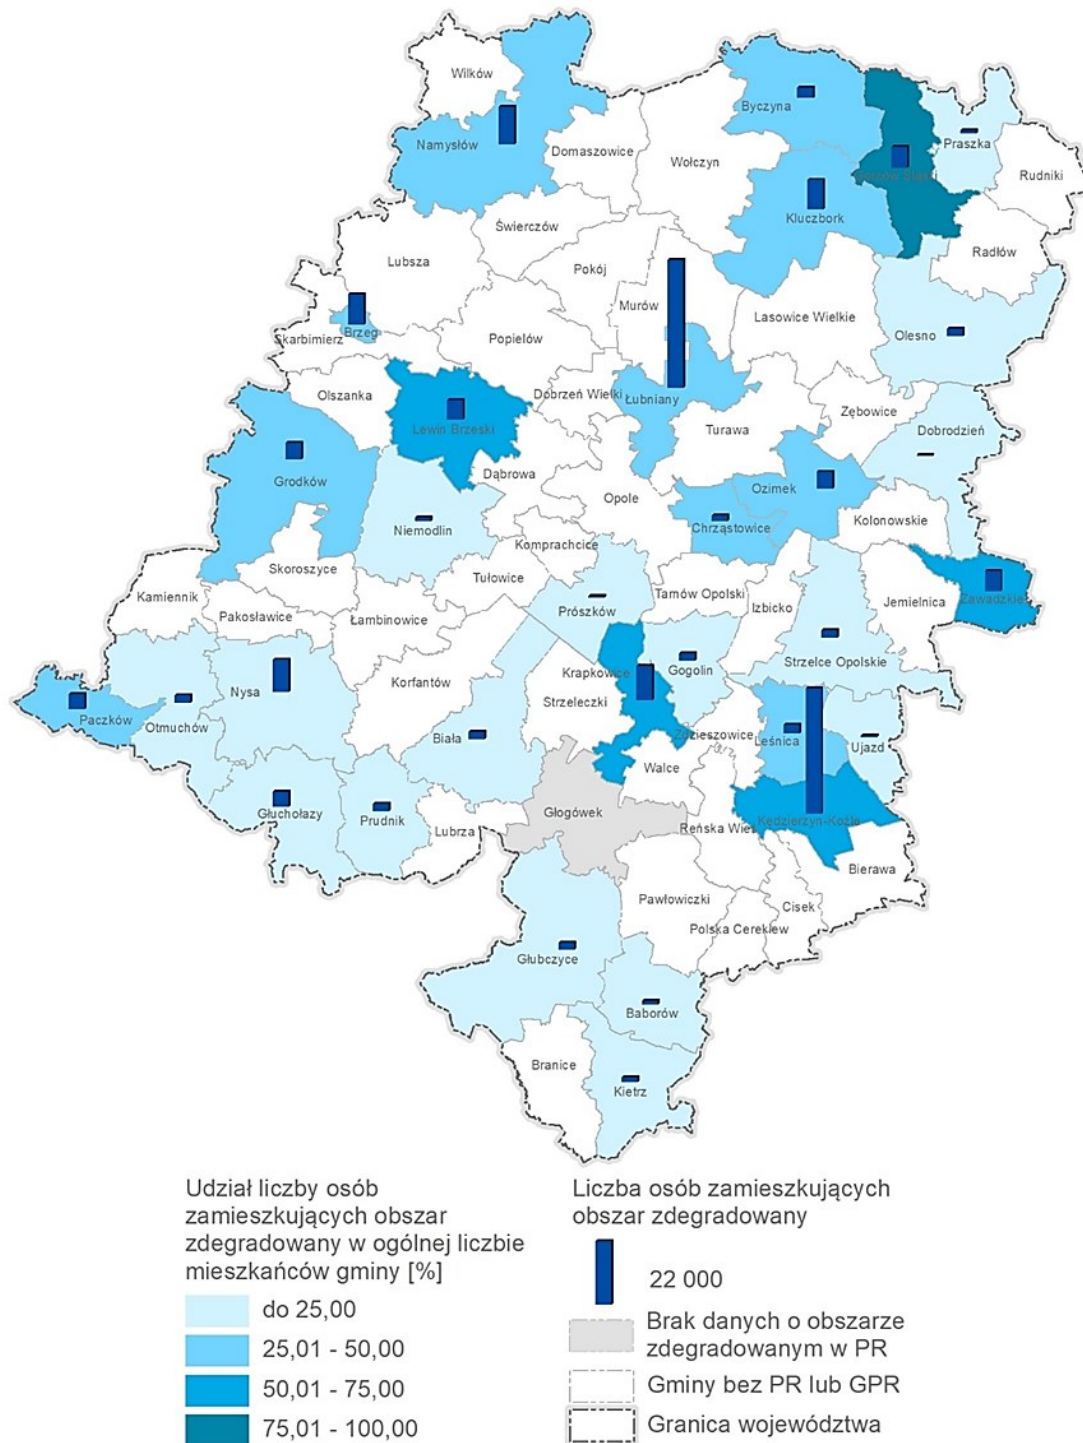 Wilków
Namysłów
Domaszowice
Wołczyn
Byczyna
Praszka
Gorzów Śląski
Rudniki
Kluczbork
Radłów
Świerczów
Lubsza
Pokój
Murów
Lasowice Wielkie
Olesno
Brzeg
Skarbimierz
Popielów
Olszanka
Dobrzeń Wielki
Łubniany
Zębowice
Lewin Brzeski
Turawa
Dobrodzień
Grodków
Dąbrowa
Ozimek
Opole
Niemodlin
Chrząstowice
Kolonowskie
Komprachcice
Skoroszyce
Tułowice
Kamiennik
Prószków
Tarnów Opolski
Izbicko
Jemielnica
Zawadzkie
Pakosławice
Łambinowice
Strzelce Opolskie
Krapkowice
Gogolin
Korfantów
Nysa
Strzeleczki
Paczków
Otmuchów
Biała
Zdzieszowice
Leśnica
Ujazd
Walce
Głuchołazy
Prudnik
Głogówek
Kędzierzyn-Koźle
Lubrza
Reńska Wieś
Bierawa
Pawłowiczki
Cisek
Polska Cerekiew
Głubczyce
Baborów
Branice
Kietrz
Udział liczby osób
zamieszkujących obszar
zdegradowany w ogólnej liczbie
mieszkańców gminy [%]
do 25,00
25,01 - 50,00
50,01 - 75,00
75,01 - 100,00
Liczba osób zamieszkujących
obszar zdegradowany
22 000
Brak danych o obszarze
zdegradowanym w PR
Gminy bez PR lub GPR
Granica województwa